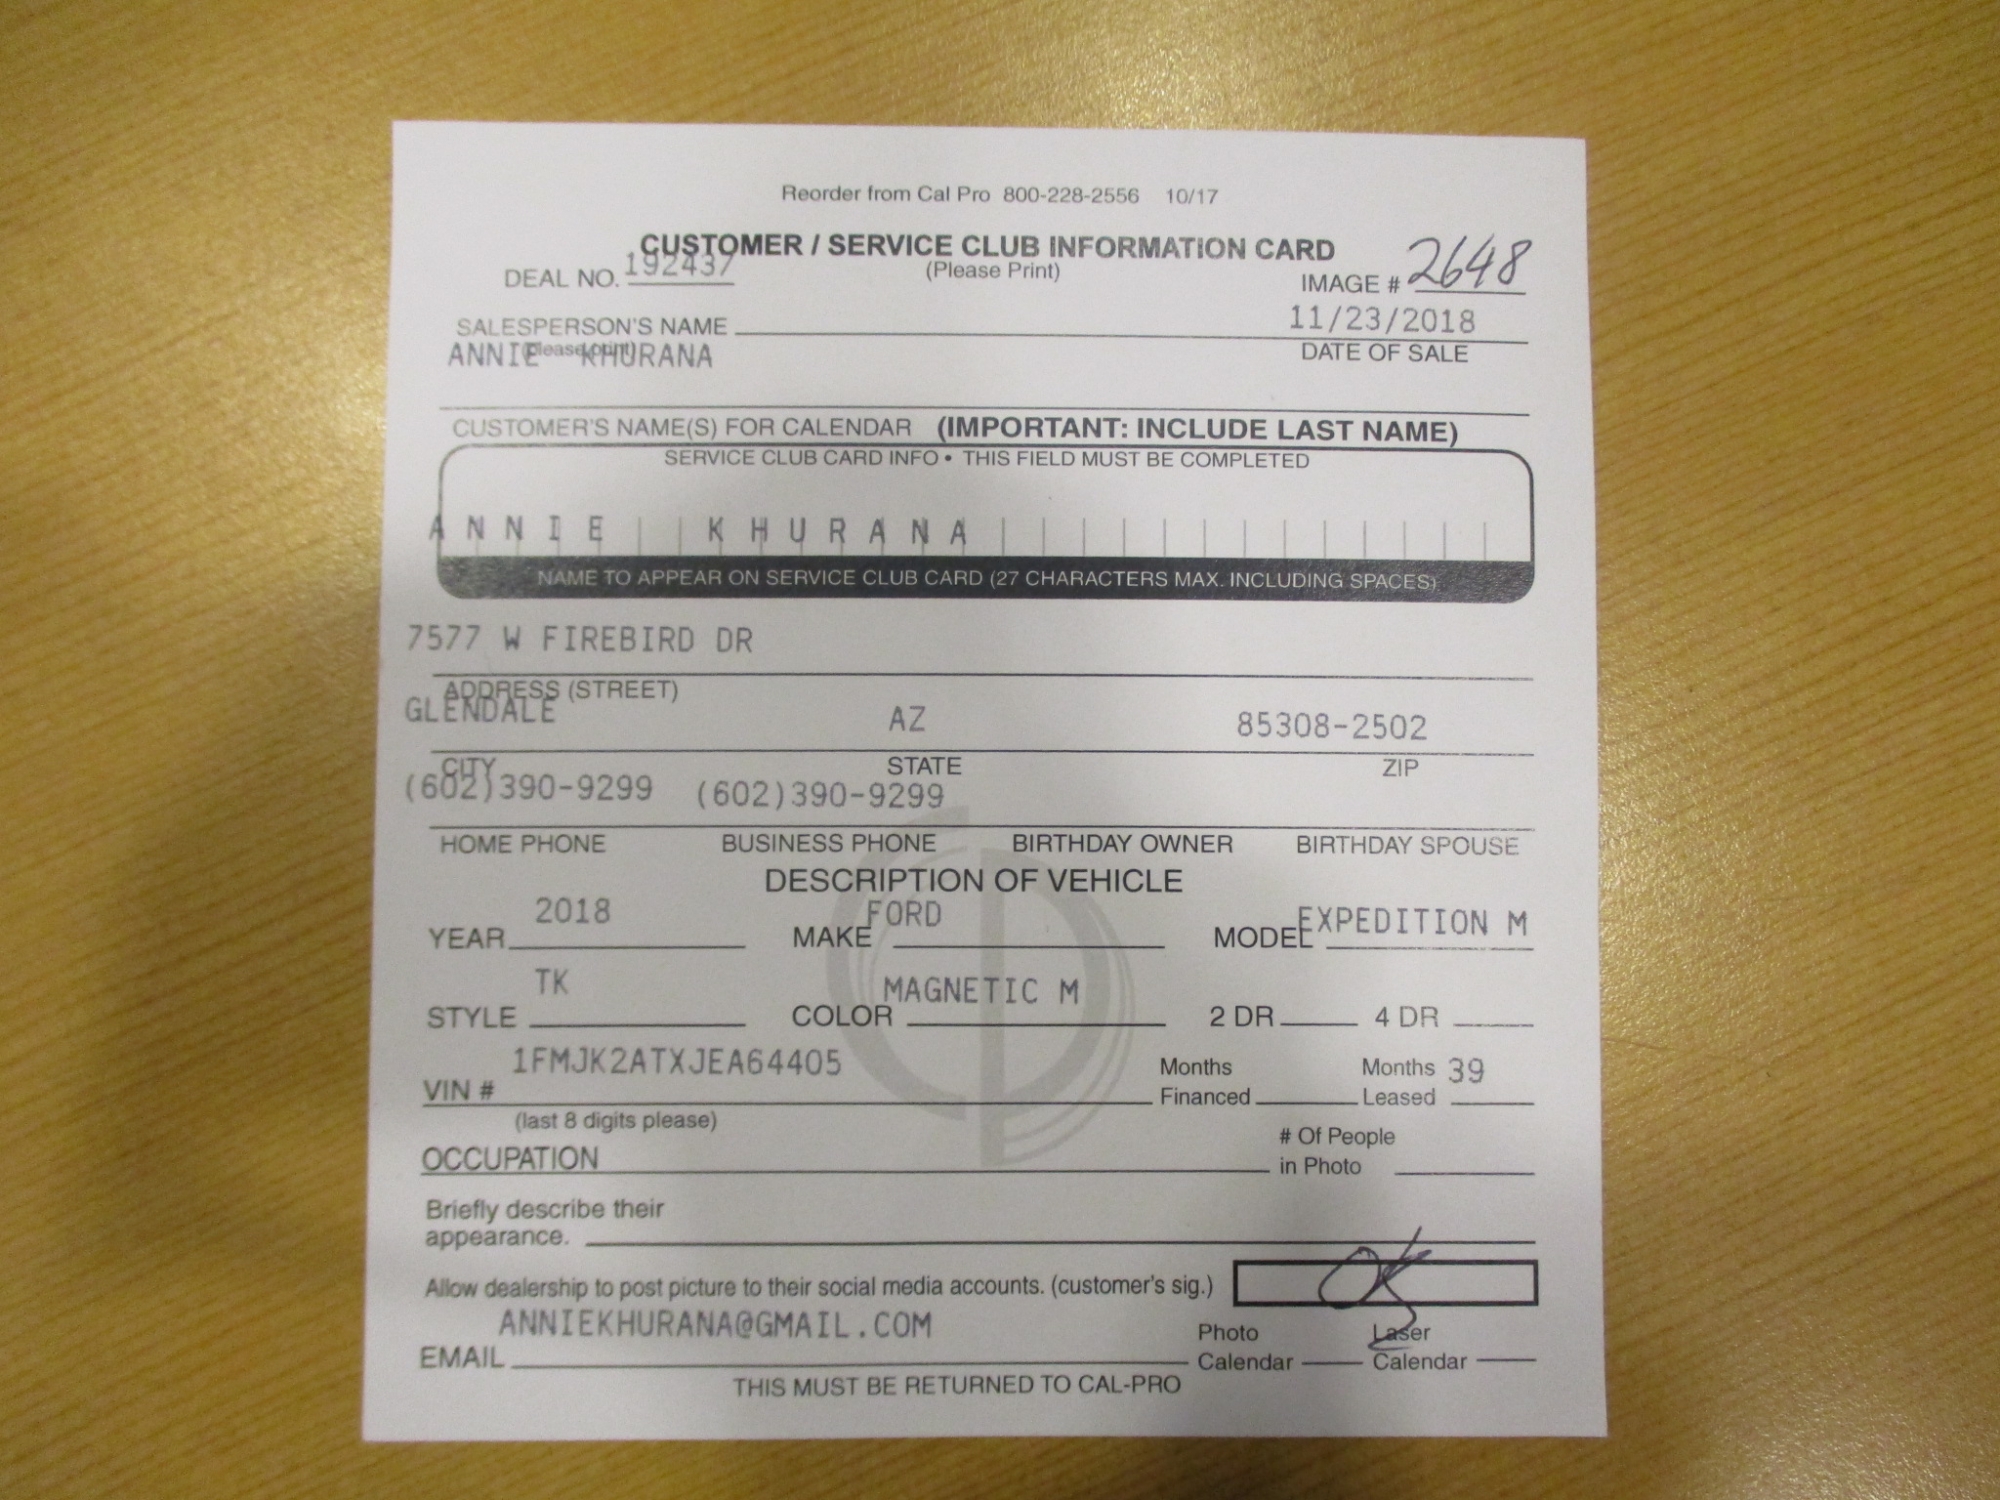 Reorder from Cal Pro 800-228-2556 10/17
CUSTOMER / SERVICE CLUB INFORMATION CARD
DEAL NO. 192437 (Please Print) IMAGE # 2648
SALESPERSON'S NAME 11/23/2018
(please print) DATE OF SALE
ANNIE KHURANA
CUSTOMER'S NAME(S) FOR CALENDAR (IMPORTANT: INCLUDE LAST NAME)
SERVICE CLUB CARD INFO • THIS FIELD MUST BE COMPLETED
ANNIE KHURANA
NAME TO APPEAR ON SERVICE CLUB CARD (27 CHARACTERS MAX. INCLUDING SPACES)
7577 W FIREBIRD DR
ADDRESS (STREET)
GLENDALE AZ 85308-2502
CITY STATE ZIP
(602)390-9299 (602)390-9299
HOME PHONE BUSINESS PHONE BIRTHDAY OWNER BIRTHDAY SPOUSE
DESCRIPTION OF VEHICLE
YEAR 2018 MAKE FORD MODEL EXPEDITION M
STYLE TK COLOR MAGNETIC M 2 DR 4 DR
VIN # 1FMJK2ATXJEA64405 Months Financed Months Leased 39
(last 8 digits please)
OCCUPATION # Of People in Photo
Briefly describe their
appearance.
Allow dealership to post picture to their social media accounts. (customer's sig.)
EMAIL ANNIEKHURANA@GMAIL.COM Photo Calendar Laser Calendar
THIS MUST BE RETURNED TO CAL-PRO